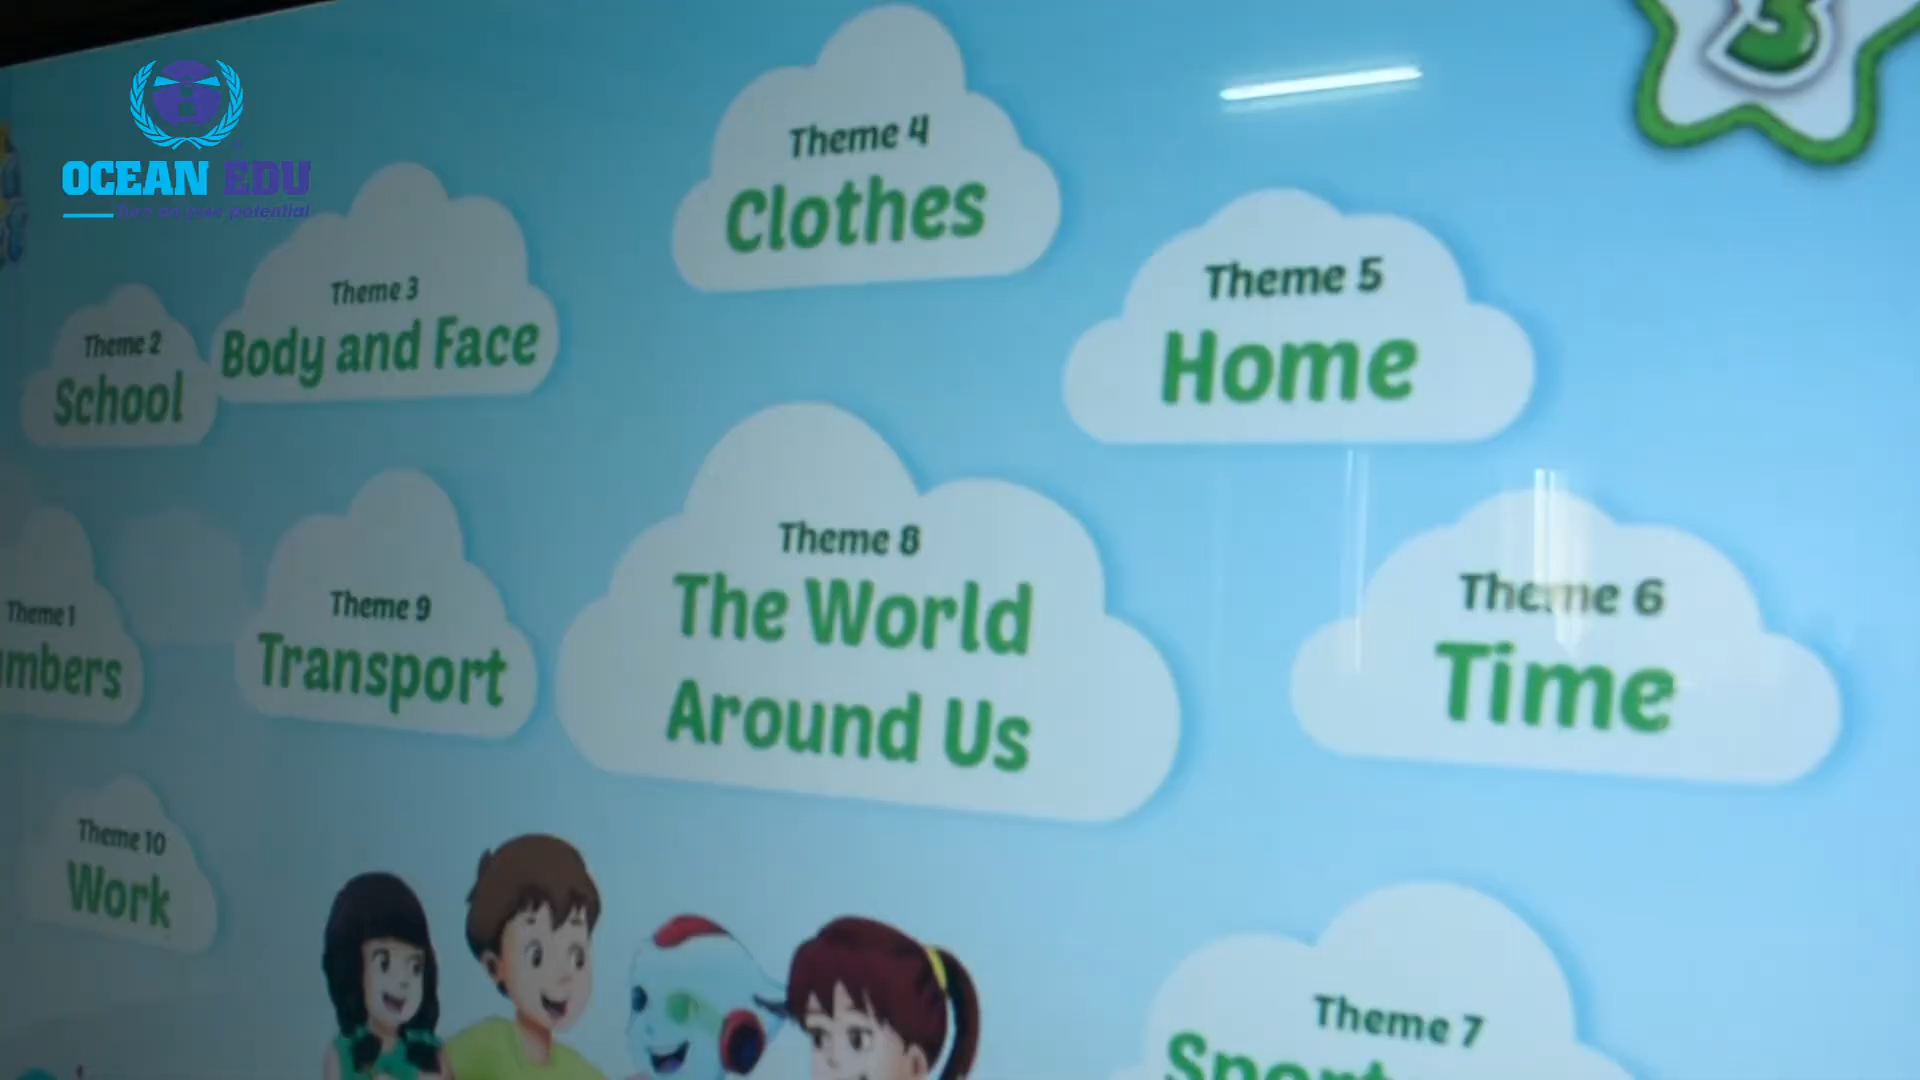 OCEAN EDU
3
Theme 4
Clothes
Theme 3
Body and Face
Theme 2
School
Theme 5
Home
Theme 8
The World
Around Us
Theme 6
Time
Theme 9
Transport
Theme 1
mbers
Theme 10
Work
Theme 7